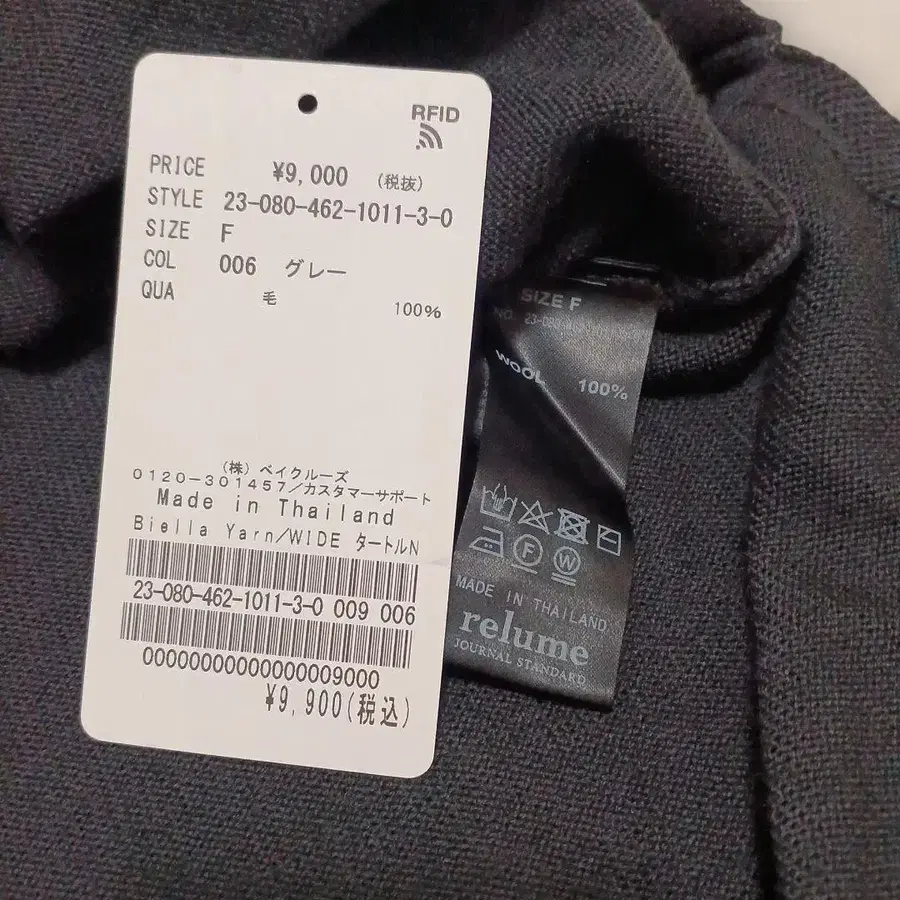 RFID
PRICE ¥9,000 (税抜)
STYLE 23-080-462-1011-3-0
SIZE F
COL 006 グレー
QUA 毛 100%
(株)ベイクルーズ
0120-301457/カスタマーサポート
Made in Thailand
Biella Yarn/WIDE タートルN
23-080-462-1011-3-0 009 006
00000000000000009000
¥9,900(税込)
SIZE F
NO.
WOOL 100%
F W
MADE IN THAILAND
relume
JOURNAL STANDARD